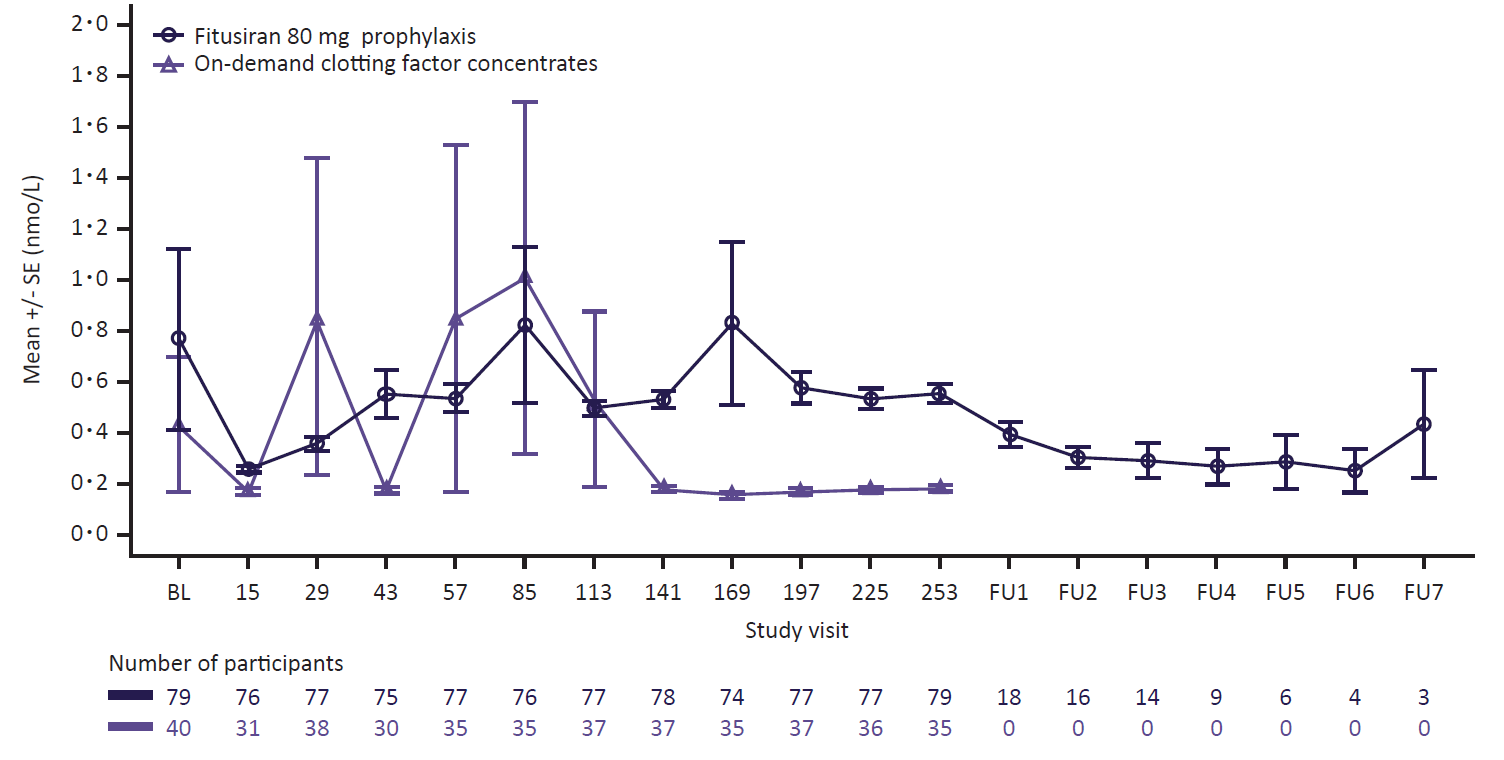 2·0
1·8
1·6
1·4
1·2
1·0
0·8
0·6
0·4
0·2
0·0
Mean +/- SE (nmo/L)
Fitusiran 80 mg prophylaxis
On-demand clotting factor concentrates
BL 15 29 43 57 85 113 141 169 197 225 253 FU1 FU2 FU3 FU4 FU5 FU6 FU7
Study visit
Number of participants
79 76 77 75 77 76 77 78 74 77 77 79 18 16 14 9 6 4 3
40 31 38 30 35 35 37 37 35 37 36 35 0 0 0 0 0 0 0